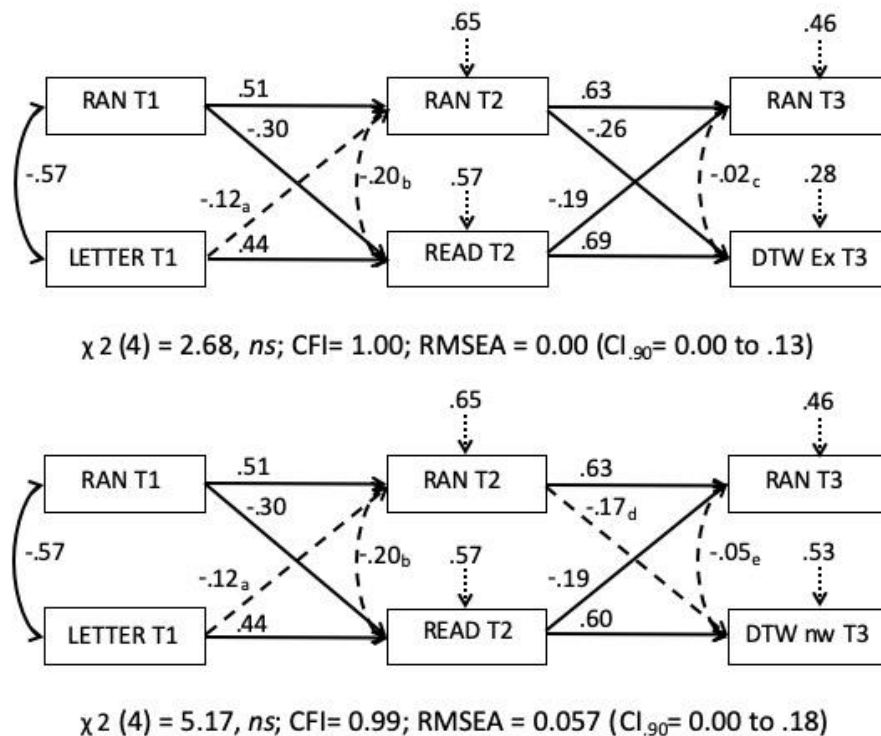 .65 .46
RAN T1 .51 RAN T2 .63 RAN T3
-.30 -.26
-.57 -.12a -.20b .57 -.19 -.02c .28
LETTER T1 .44 READ T2 .69 DTW Ex T3
χ 2 (4) = 2.68, ns; CFI= 1.00; RMSEA = 0.00 (CI.90= 0.00 to .13)
.65 .46
RAN T1 .51 RAN T2 .63 RAN T3
-.30 -.17d
-.57 -.12a -.20b .57 -.19 -.05e .53
LETTER T1 .44 READ T2 .60 DTW nw T3
χ 2 (4) = 5.17, ns; CFI= 0.99; RMSEA = 0.057 (CI.90= 0.00 to .18)